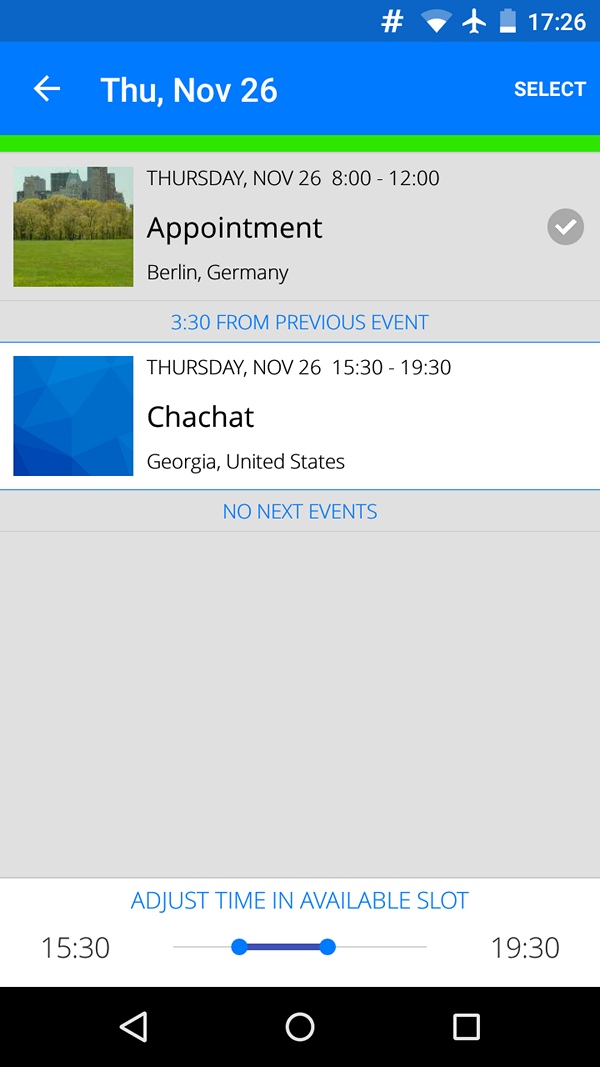 # 17:26
Thu, Nov 26 SELECT
THURSDAY, NOV 26 8:00 - 12:00
Appointment
Berlin, Germany
3:30 FROM PREVIOUS EVENT
THURSDAY, NOV 26 15:30 - 19:30
Chachat
Georgia, United States
NO NEXT EVENTS
ADJUST TIME IN AVAILABLE SLOT
15:30 19:30